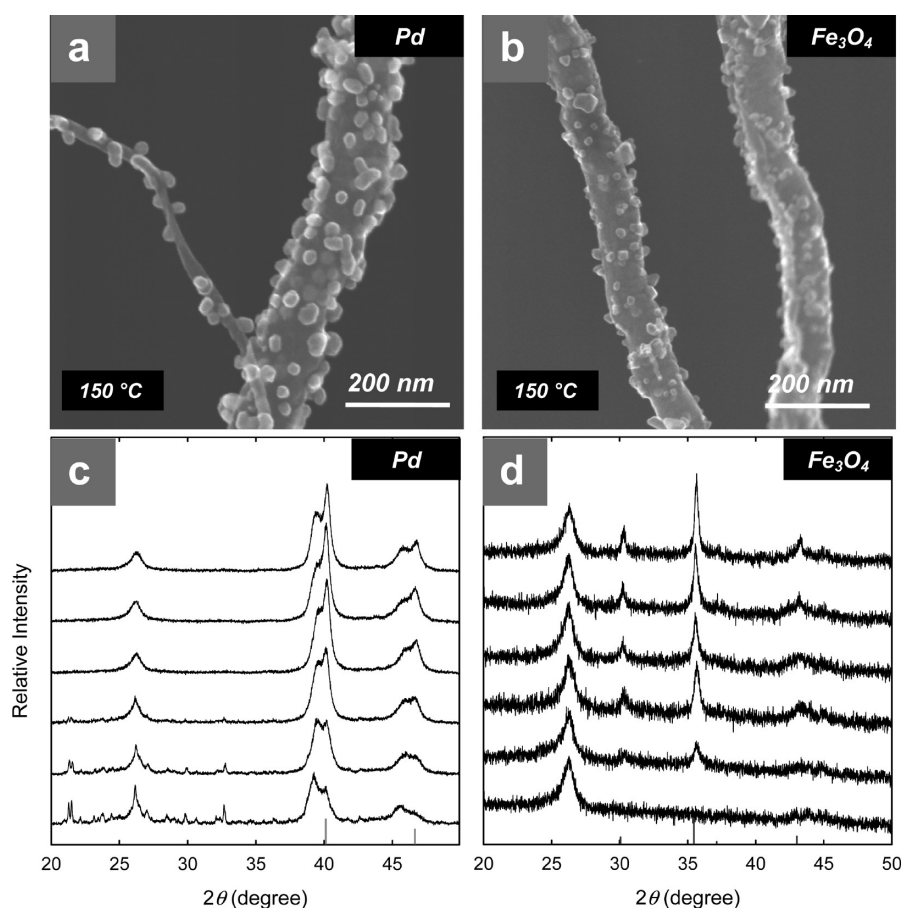 a
Pd
150 °C
200 nm
b
Fe₃O₄
150 °C
200 nm
c
Pd
Relative Intensity
20 25 30 35 40 45
2θ (degree)
d
Fe₃O₄
20 25 30 35 40 45 50
2θ (degree)